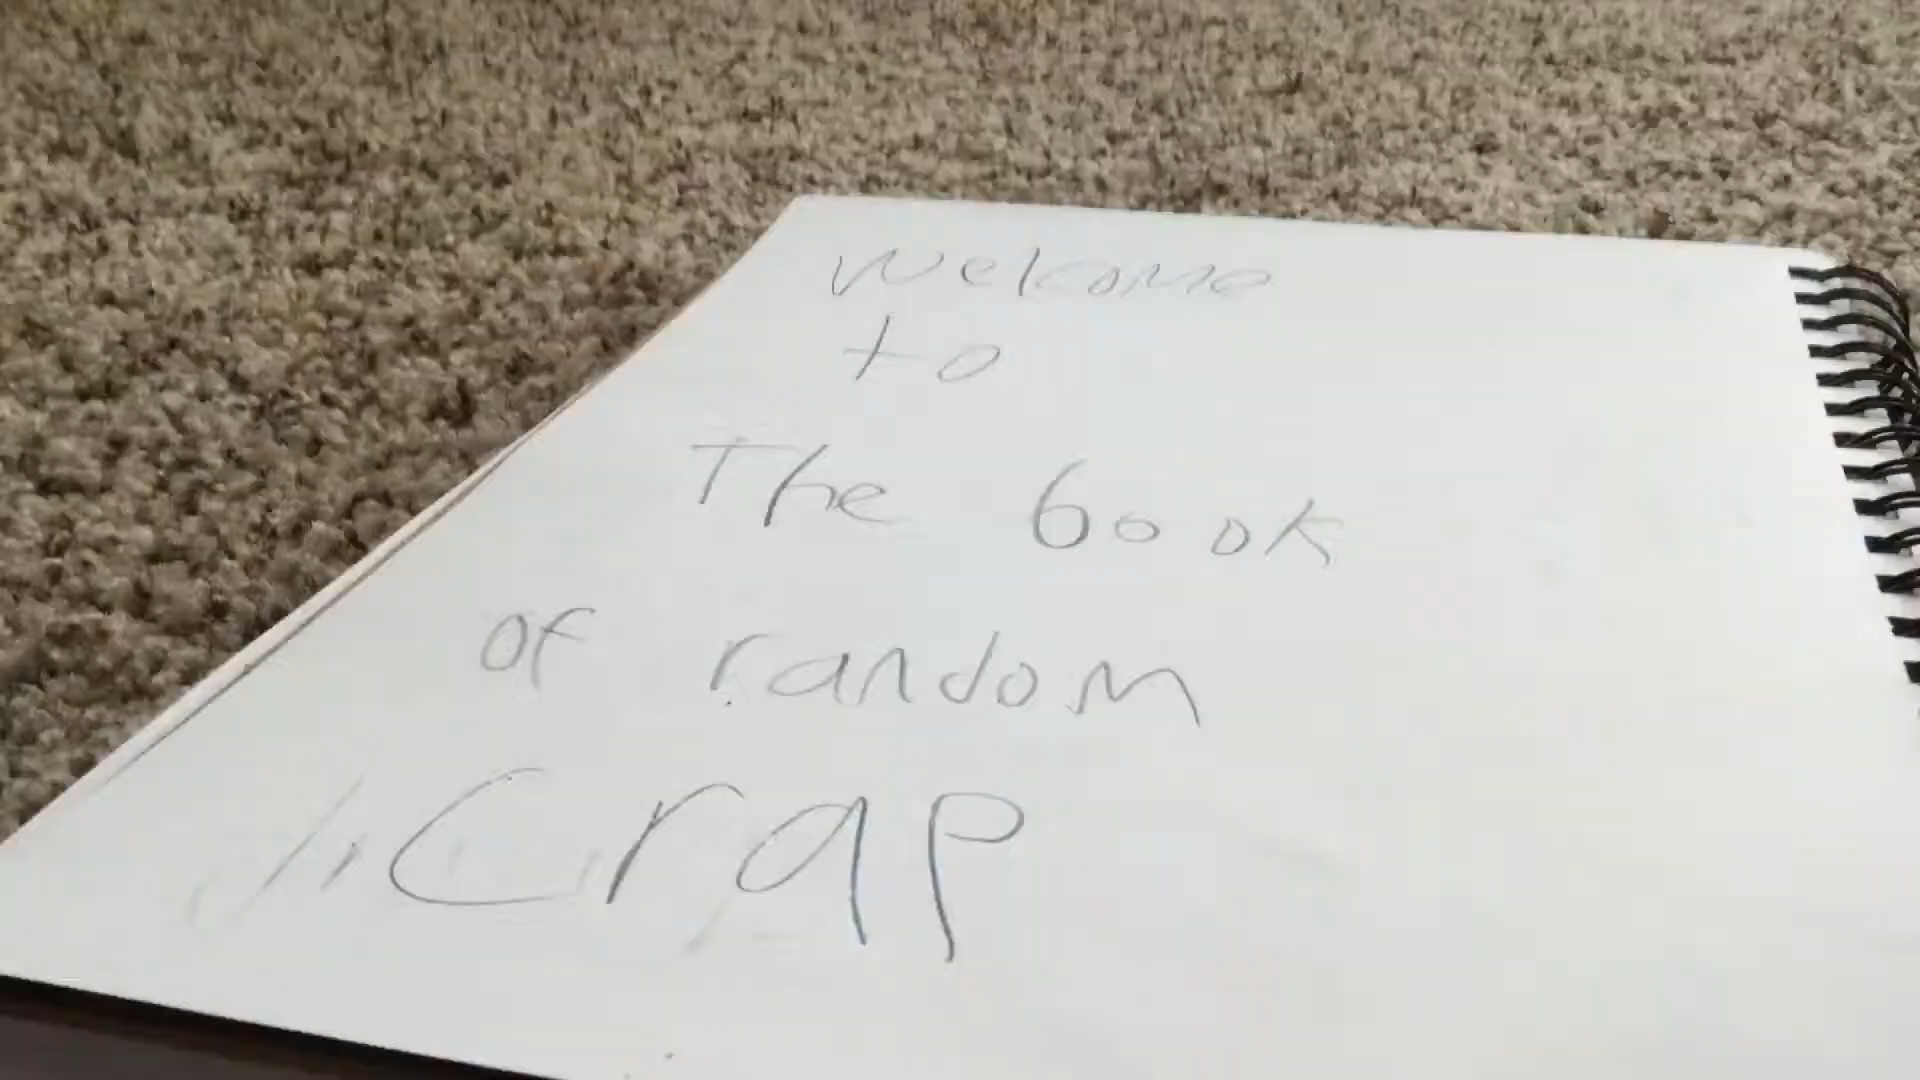 Welcome
to
The book
of random
Crap